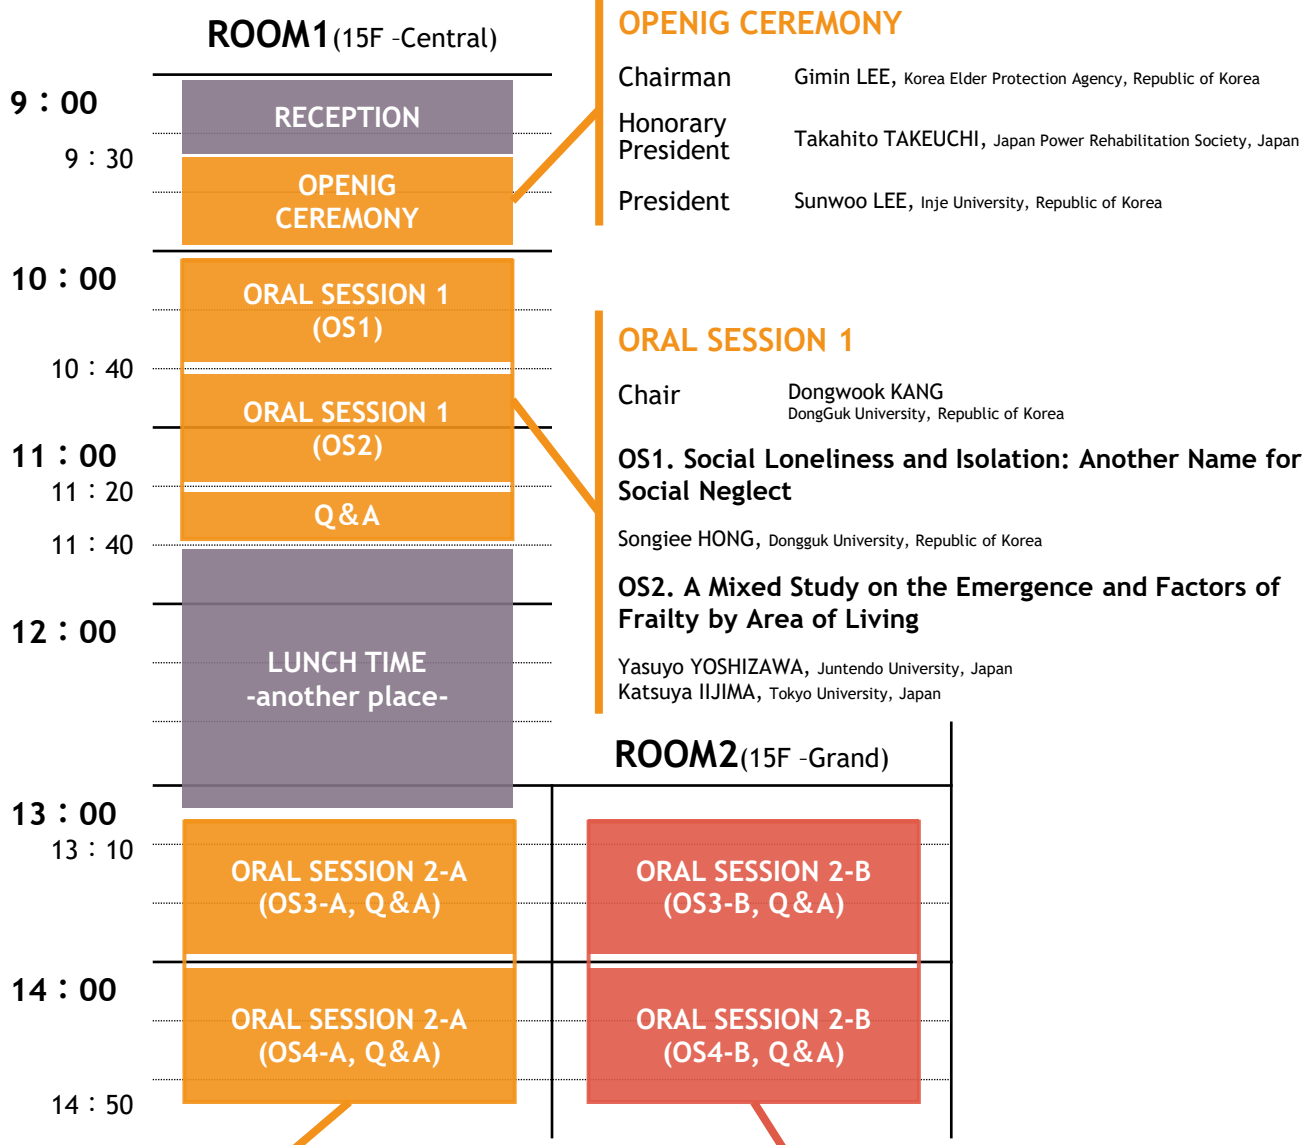 ROOM1(15F -Central)
9：00
RECEPTION
9：30
OPENIG
CEREMONY
10：00
ORAL SESSION 1
(OS1)
10：40
ORAL SESSION 1
(OS2)
11：00
11：20
Q&A
11：40
12：00
LUNCH TIME
-another place-
13：00
13：10
ORAL SESSION 2-A
(OS3-A, Q&A)
14：00
ORAL SESSION 2-A
(OS4-A, Q&A)
14：50
OPENIG CEREMONY
Chairman Gimin LEE, Korea Elder Protection Agency, Republic of Korea
Honorary
President Takahito TAKEUCHI, Japan Power Rehabilitation Society, Japan
President Sunwoo LEE, Inje University, Republic of Korea
ORAL SESSION 1
Chair Dongwook KANG
DongGuk University, Republic of Korea
OS1. Social Loneliness and Isolation: Another Name for
Social Neglect
Songiee HONG, Dongguk University, Republic of Korea
OS2. A Mixed Study on the Emergence and Factors of
Frailty by Area of Living
Yasuyo YOSHIZAWA, Juntendo University, Japan
Katsuya IIJIMA, Tokyo University, Japan
ROOM2(15F -Grand)
ORAL SESSION 2-B
(OS3-B, Q&A)
ORAL SESSION 2-B
(OS4-B, Q&A)